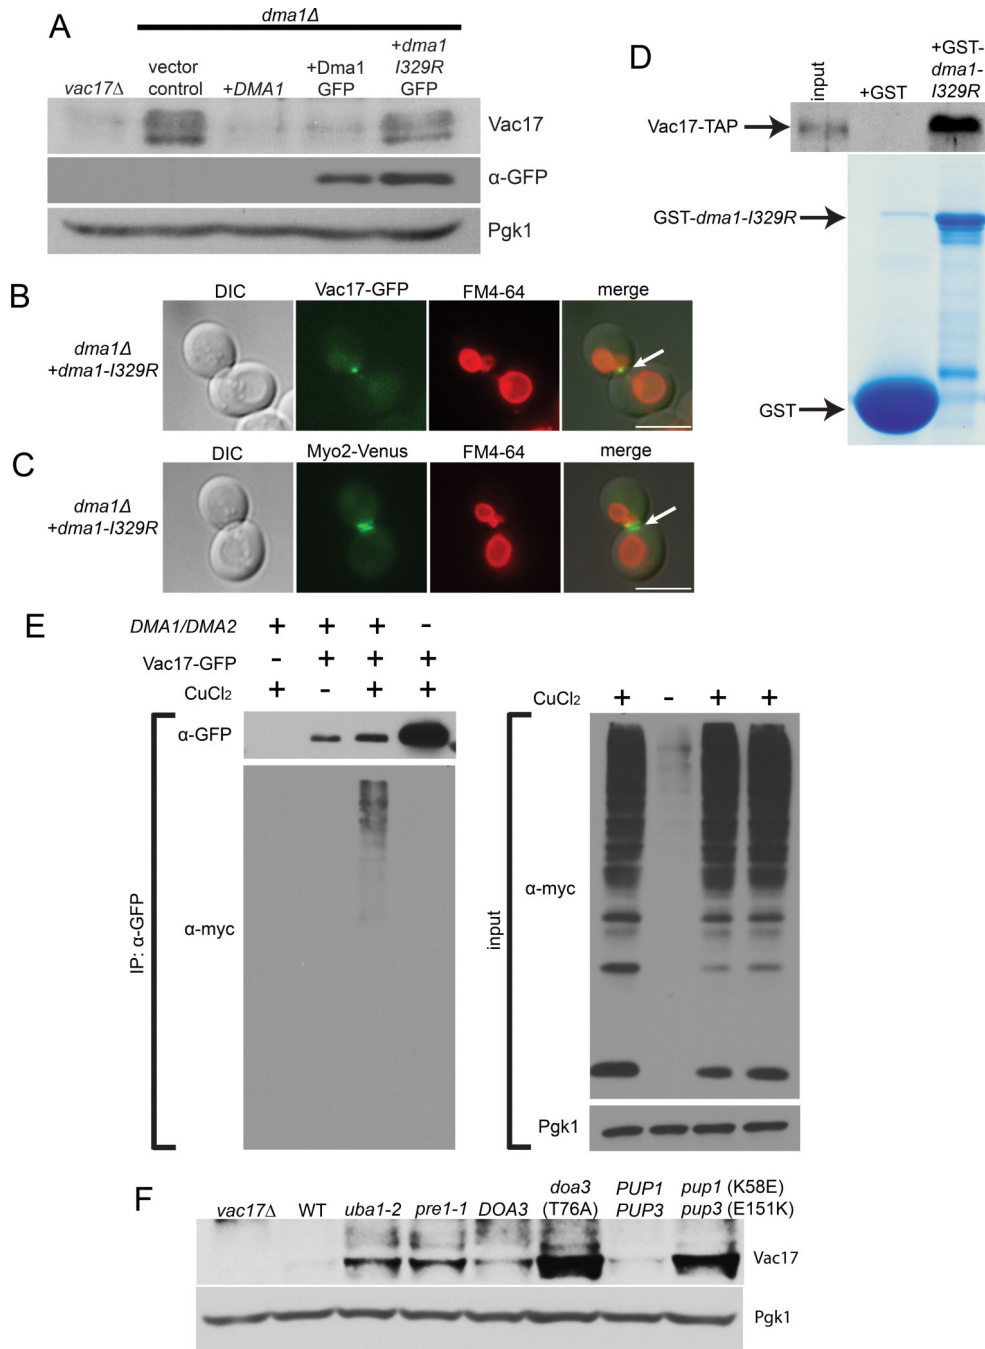 A
dma1Δ
vac17Δ
vector
control
+DMA1
+Dma1
GFP
+dma1
I329R
GFP
Vac17
α-GFP
Pgk1
D
input
+GST
+GST-
dma1-
I329R
Vac17-TAP
GST-dma1-I329R
GST
B
DIC
Vac17-GFP
FM4-64
merge
dma1Δ
+dma1-I329R
C
DIC
Myo2-Venus
FM4-64
merge
dma1Δ
+dma1-I329R
E
DMA1/DMA2 + + + -
Vac17-GFP - + + +
CuCl₂ + - + +
IP: α-GFP
α-GFP
α-myc
CuCl₂ + - + +
input
α-myc
Pgk1
F
vac17Δ
WT
uba1-2
pre1-1
DOA3
doa3
(T76A)
PUP1
PUP3
pup1 (K58E)
pup3 (E151K)
Vac17
Pgk1